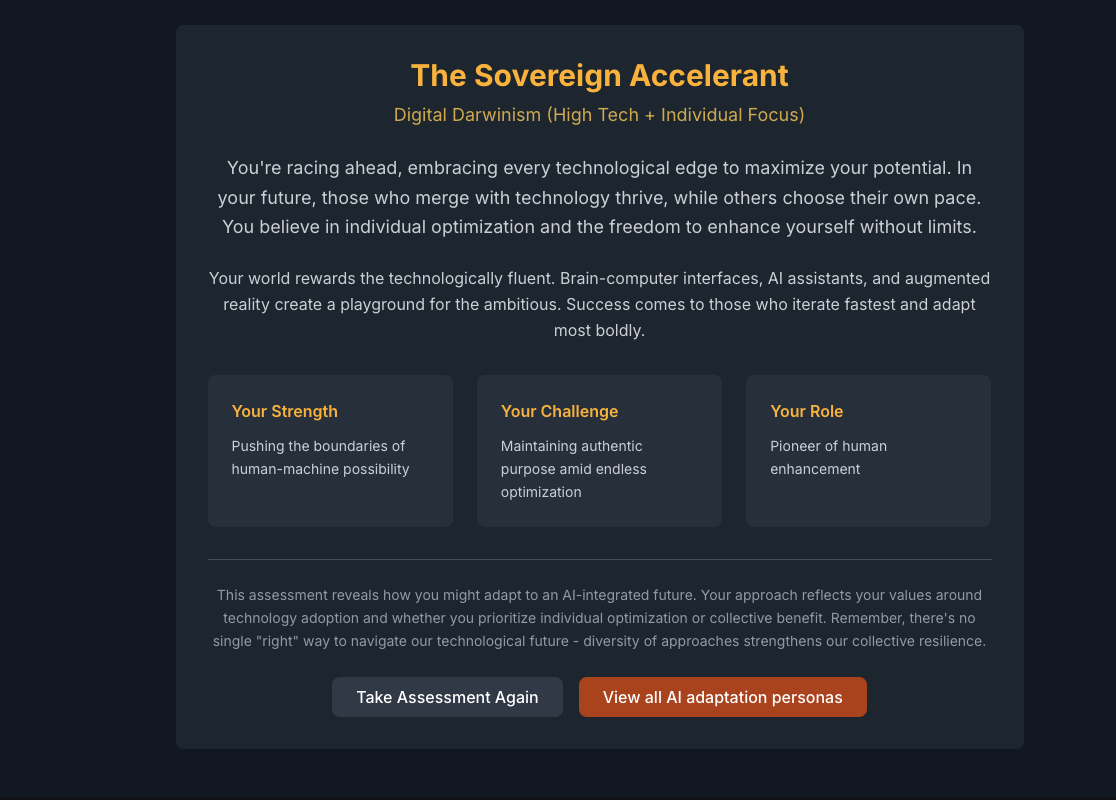 The Sovereign Accelerant
Digital Darwinism (High Tech + Individual Focus)
You're racing ahead, embracing every technological edge to maximize your potential. In
your future, those who merge with technology thrive, while others choose their own pace.
You believe in individual optimization and the freedom to enhance yourself without limits.
Your world rewards the technologically fluent. Brain-computer interfaces, AI assistants, and augmented
reality create a playground for the ambitious. Success comes to those who iterate fastest and adapt
most boldly.
Your Strength
Pushing the boundaries of
human-machine possibility
Your Challenge
Maintaining authentic
purpose amid endless
optimization
Your Role
Pioneer of human
enhancement
This assessment reveals how you might adapt to an AI-integrated future. Your approach reflects your values around
technology adoption and whether you prioritize individual optimization or collective benefit. Remember, there's no
single "right" way to navigate our technological future - diversity of approaches strengthens our collective resilience.
Take Assessment Again
View all AI adaptation personas